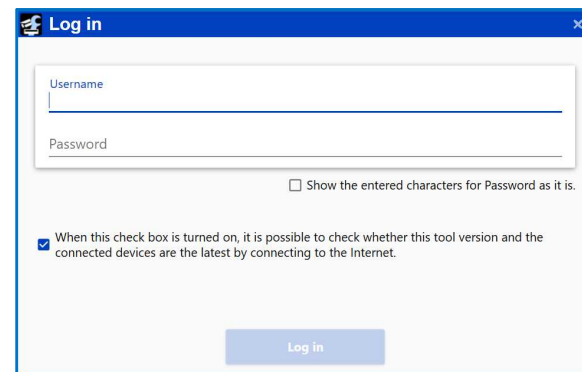 Log in
Username
Password
Show the entered characters for Password as it is.
When this check box is turned on, it is possible to check whether this tool version and the
connected devices are the latest by connecting to the Internet.
Log in